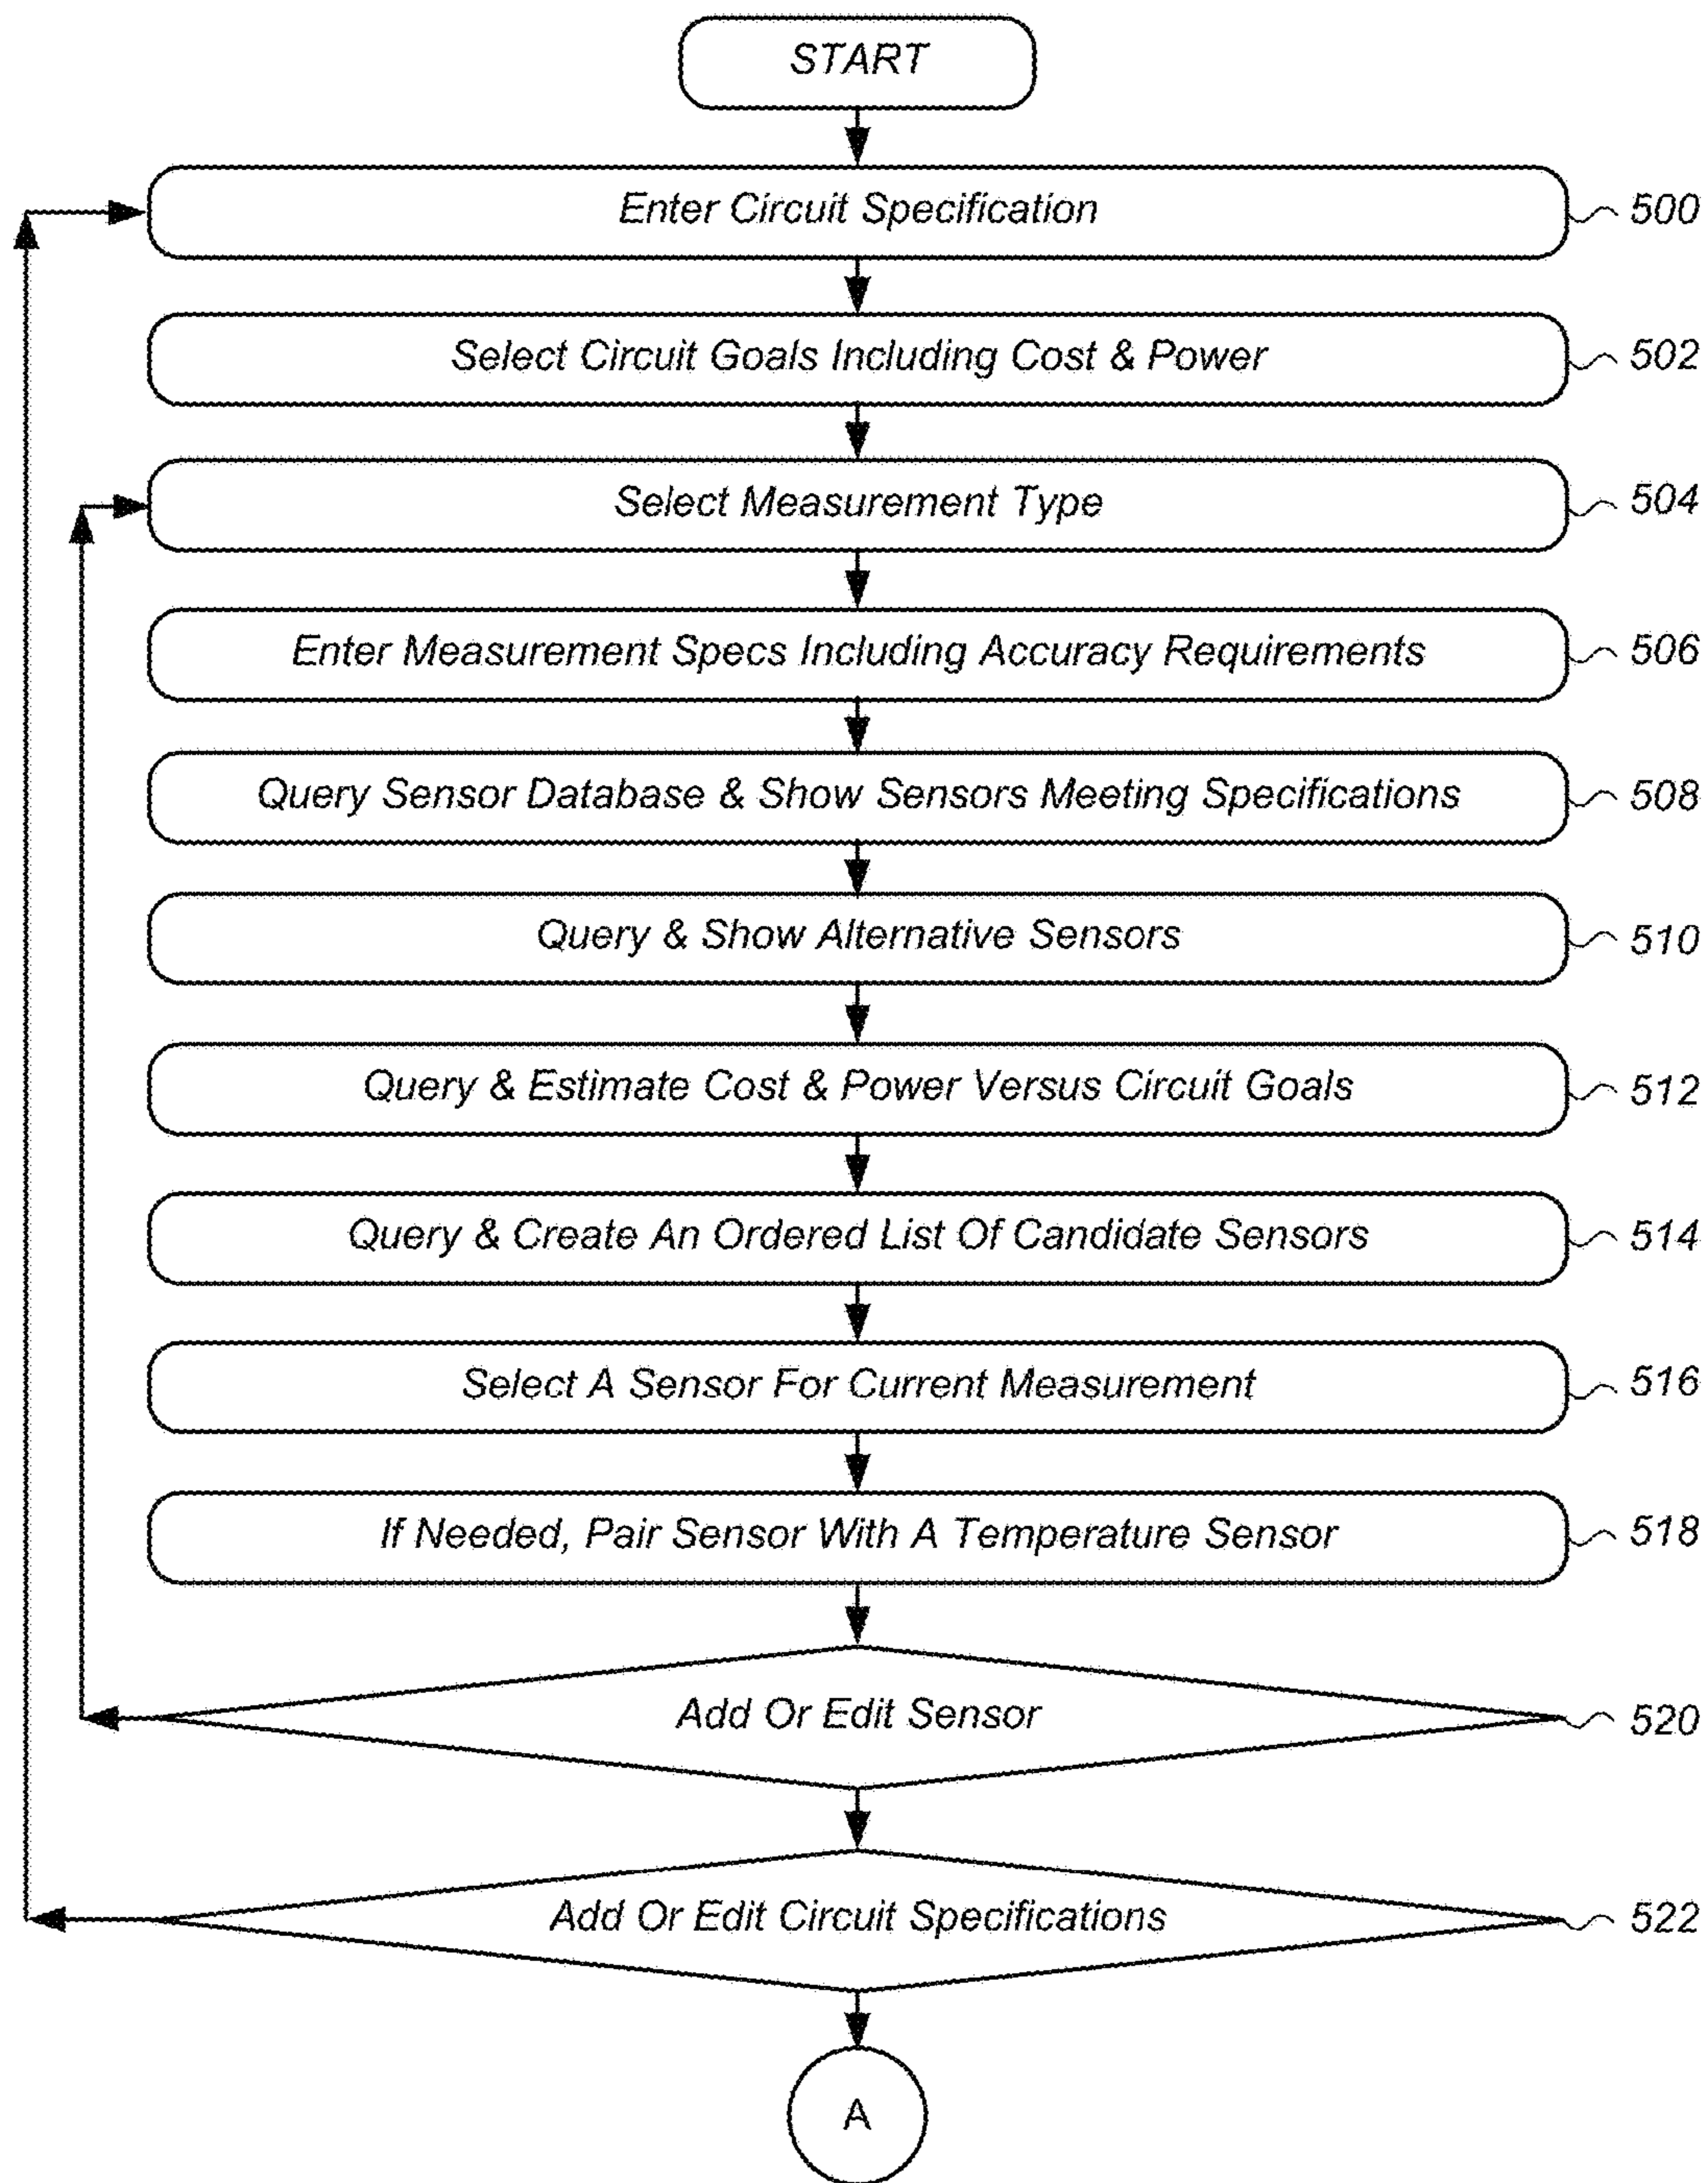 START
Enter Circuit Specification 500
Select Circuit Goals Including Cost & Power 502
Select Measurement Type 504
Enter Measurement Specs Including Accuracy Requirements 506
Query Sensor Database & Show Sensors Meeting Specifications 508
Query & Show Alternative Sensors 510
Query & Estimate Cost & Power Versus Circuit Goals 512
Query & Create An Ordered List Of Candidate Sensors 514
Select A Sensor For Current Measurement 516
If Needed, Pair Sensor With A Temperature Sensor 518
Add Or Edit Sensor 520
Add Or Edit Circuit Specifications 522
A